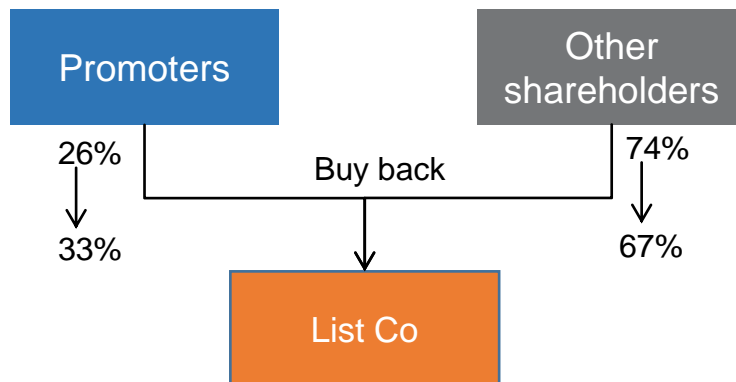 Promoters
Other
shareholders
26%
74%
Buy back
33%
67%
List Co